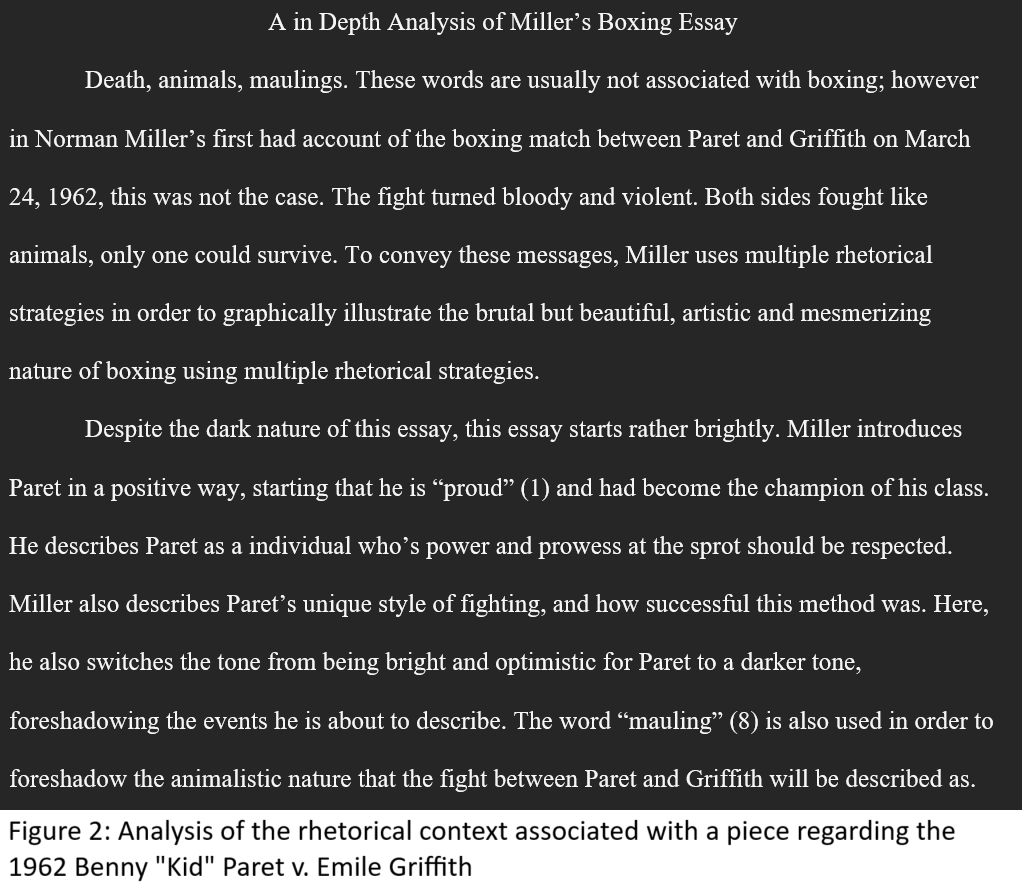 A in Depth Analysis of Miller’s Boxing Essay
Death, animals, maulings. These words are usually not associated with boxing; however
in Norman Miller’s first had account of the boxing match between Paret and Griffith on March
24, 1962, this was not the case. The fight turned bloody and violent. Both sides fought like
animals, only one could survive. To convey these messages, Miller uses multiple rhetorical
strategies in order to graphically illustrate the brutal but beautiful, artistic and mesmerizing
nature of boxing using multiple rhetorical strategies.
Despite the dark nature of this essay, this essay starts rather brightly. Miller introduces
Paret in a positive way, starting that he is “proud” (1) and had become the champion of his class.
He describes Paret as a individual who’s power and prowess at the sprot should be respected.
Miller also describes Paret’s unique style of fighting, and how successful this method was. Here,
he also switches the tone from being bright and optimistic for Paret to a darker tone,
foreshadowing the events he is about to describe. The word “mauling” (8) is also used in order to
foreshadow the animalistic nature that the fight between Paret and Griffith will be described as.
Figure 2: Analysis of the rhetorical context associated with a piece regarding the
1962 Benny "Kid" Paret v. Emile Griffith